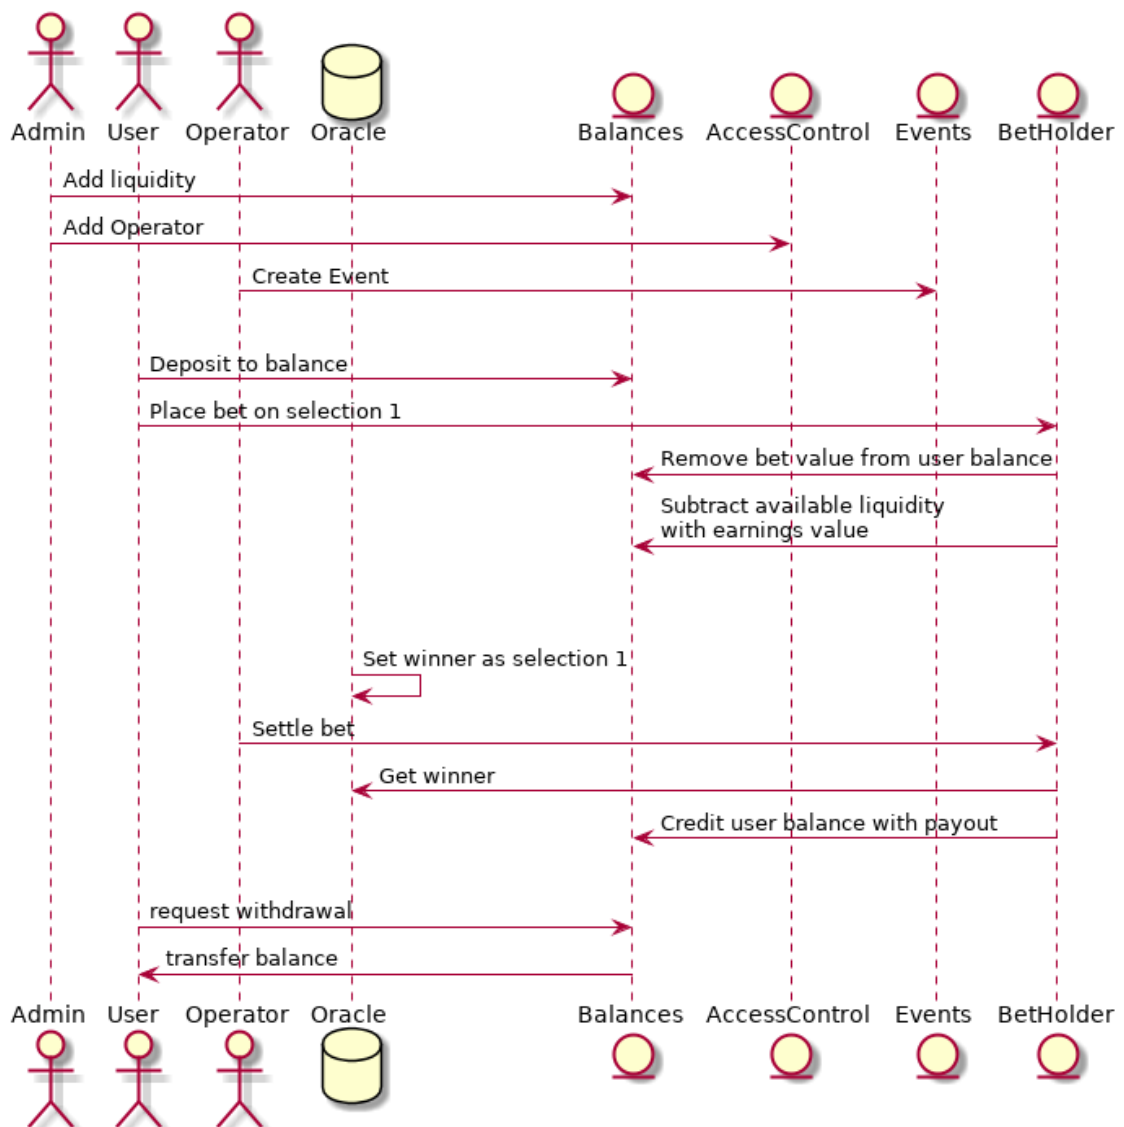 Admin User Operator Oracle Balances AccessControl Events BetHolder
Add liquidity
Add Operator
Create Event
Deposit to balance
Place bet on selection 1
Remove bet value from user balance
Subtract available liquidity
with earnings value
Set winner as selection 1
Settle bet
Get winner
Credit user balance with payout
request withdrawal
transfer balance
Admin User Operator Oracle Balances AccessControl Events BetHolder